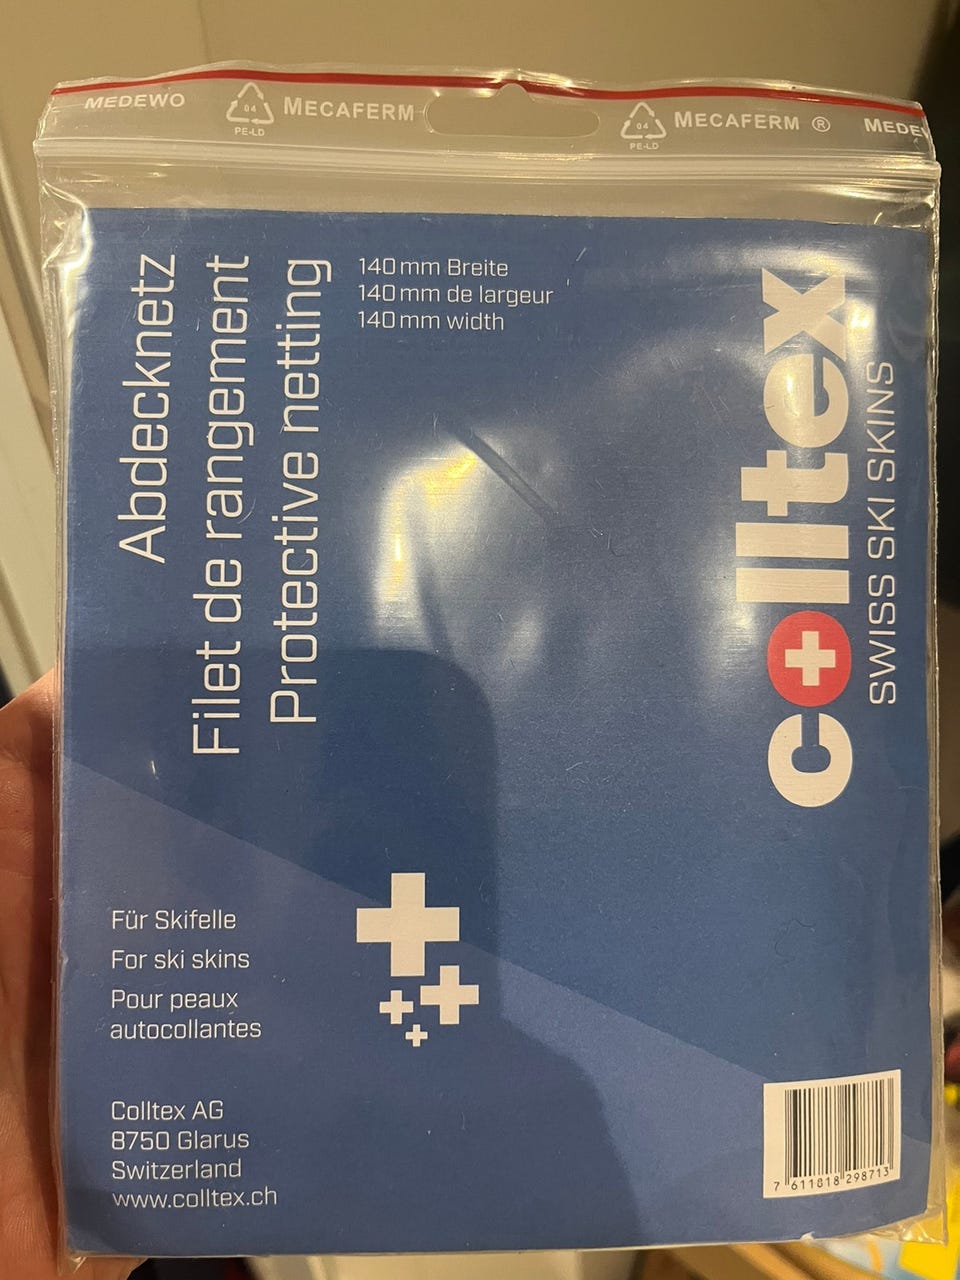 MEDEWO
04
PE-LD
MECAFERM
04
PE-LD
MECAFERM ®
MEDEW
Abdecknetz
Filet de rangement
Protective netting
140 mm Breite
140 mm de largeur
140 mm width
colltex
SWISS SKI SKINS
Für Skifelle
For ski skins
Pour peaux
autocollantes
Colltex AG
8750 Glarus
Switzerland
www.colltex.ch
7 611818 298713